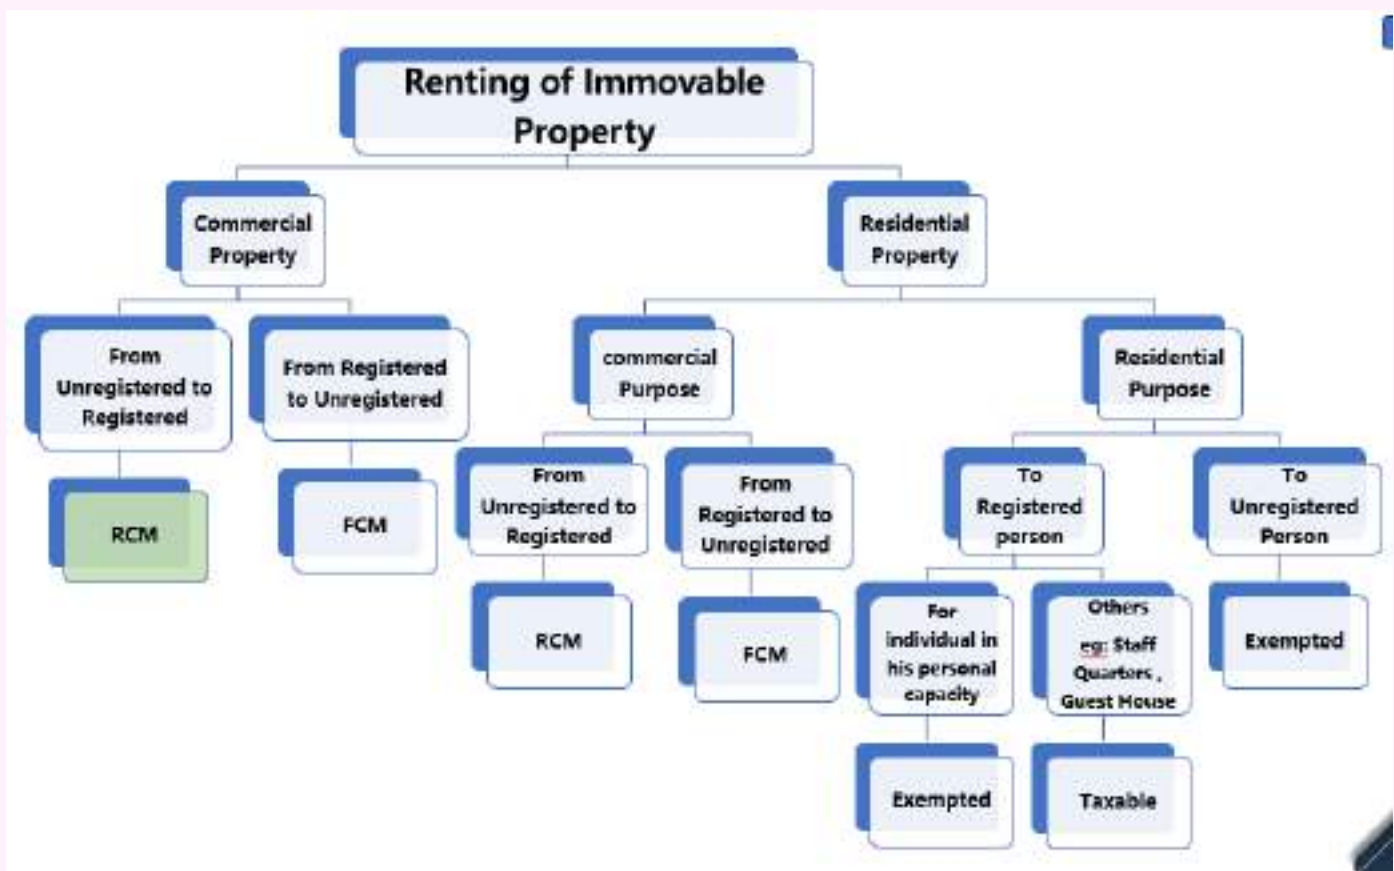 Renting of Immovable
Property
Commercial
Property
Residential
Property
From
Unregistered to
Registered
From Registered
to Unregistered
commercial
Purpose
Residential
Purpose
RCM
FCM
From
Unregistered to
Registered
From
Registered to
Unregistered
To
Registered
person
To
Unregistered
Person
RCM
FCM
For
individual in
his personal
capacity
Others
eg: Staff
Quarters ,
Guest House
Exempted
Exempted
Taxable